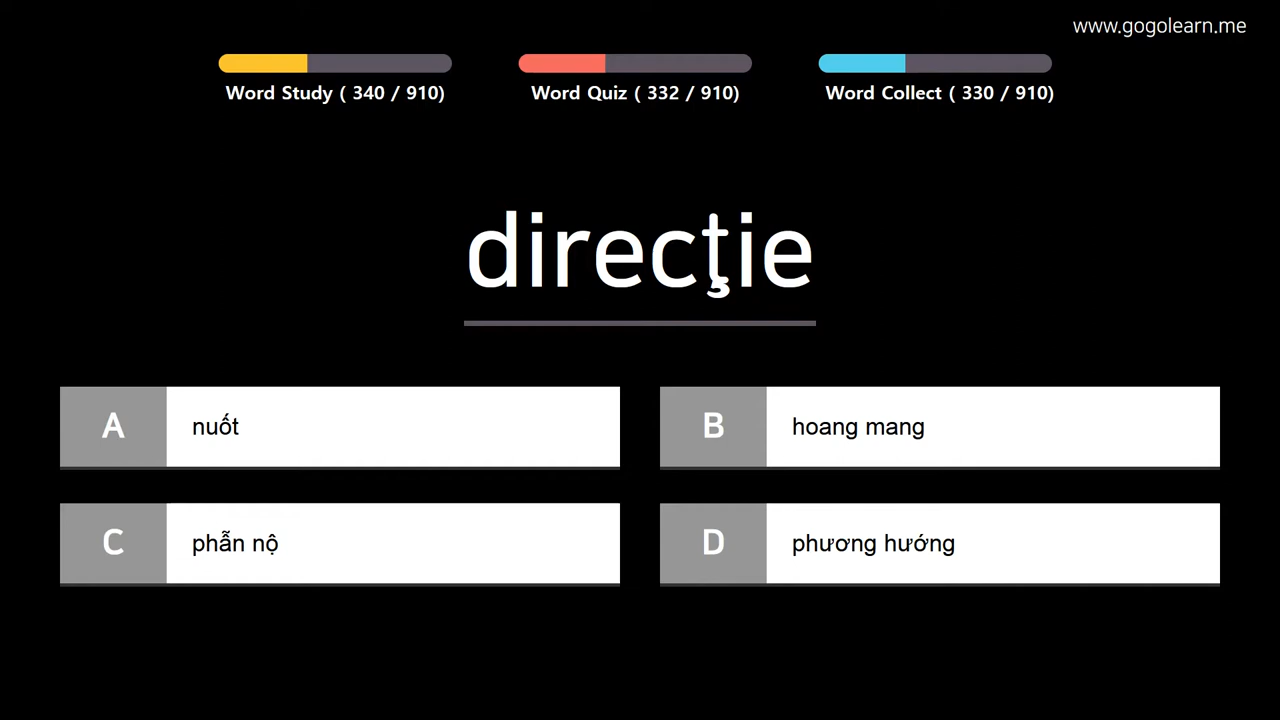 www.gogolearn.me
Word Study ( 340 / 910)
Word Quiz ( 332 / 910)
Word Collect ( 330 / 910)
direcţie
A nuốt
B hoang mang
C phẫn nộ
D phương hướng